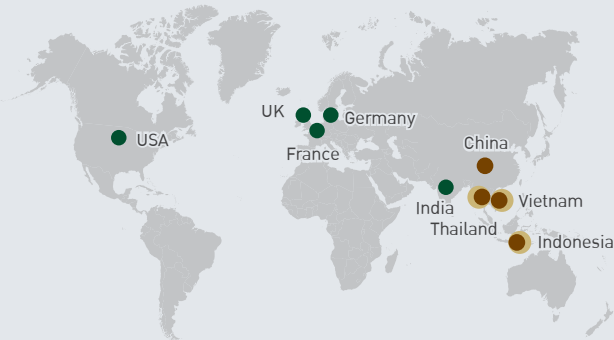 UK
Germany
USA
China
France
India
Vietnam
Thailand
Indonesia